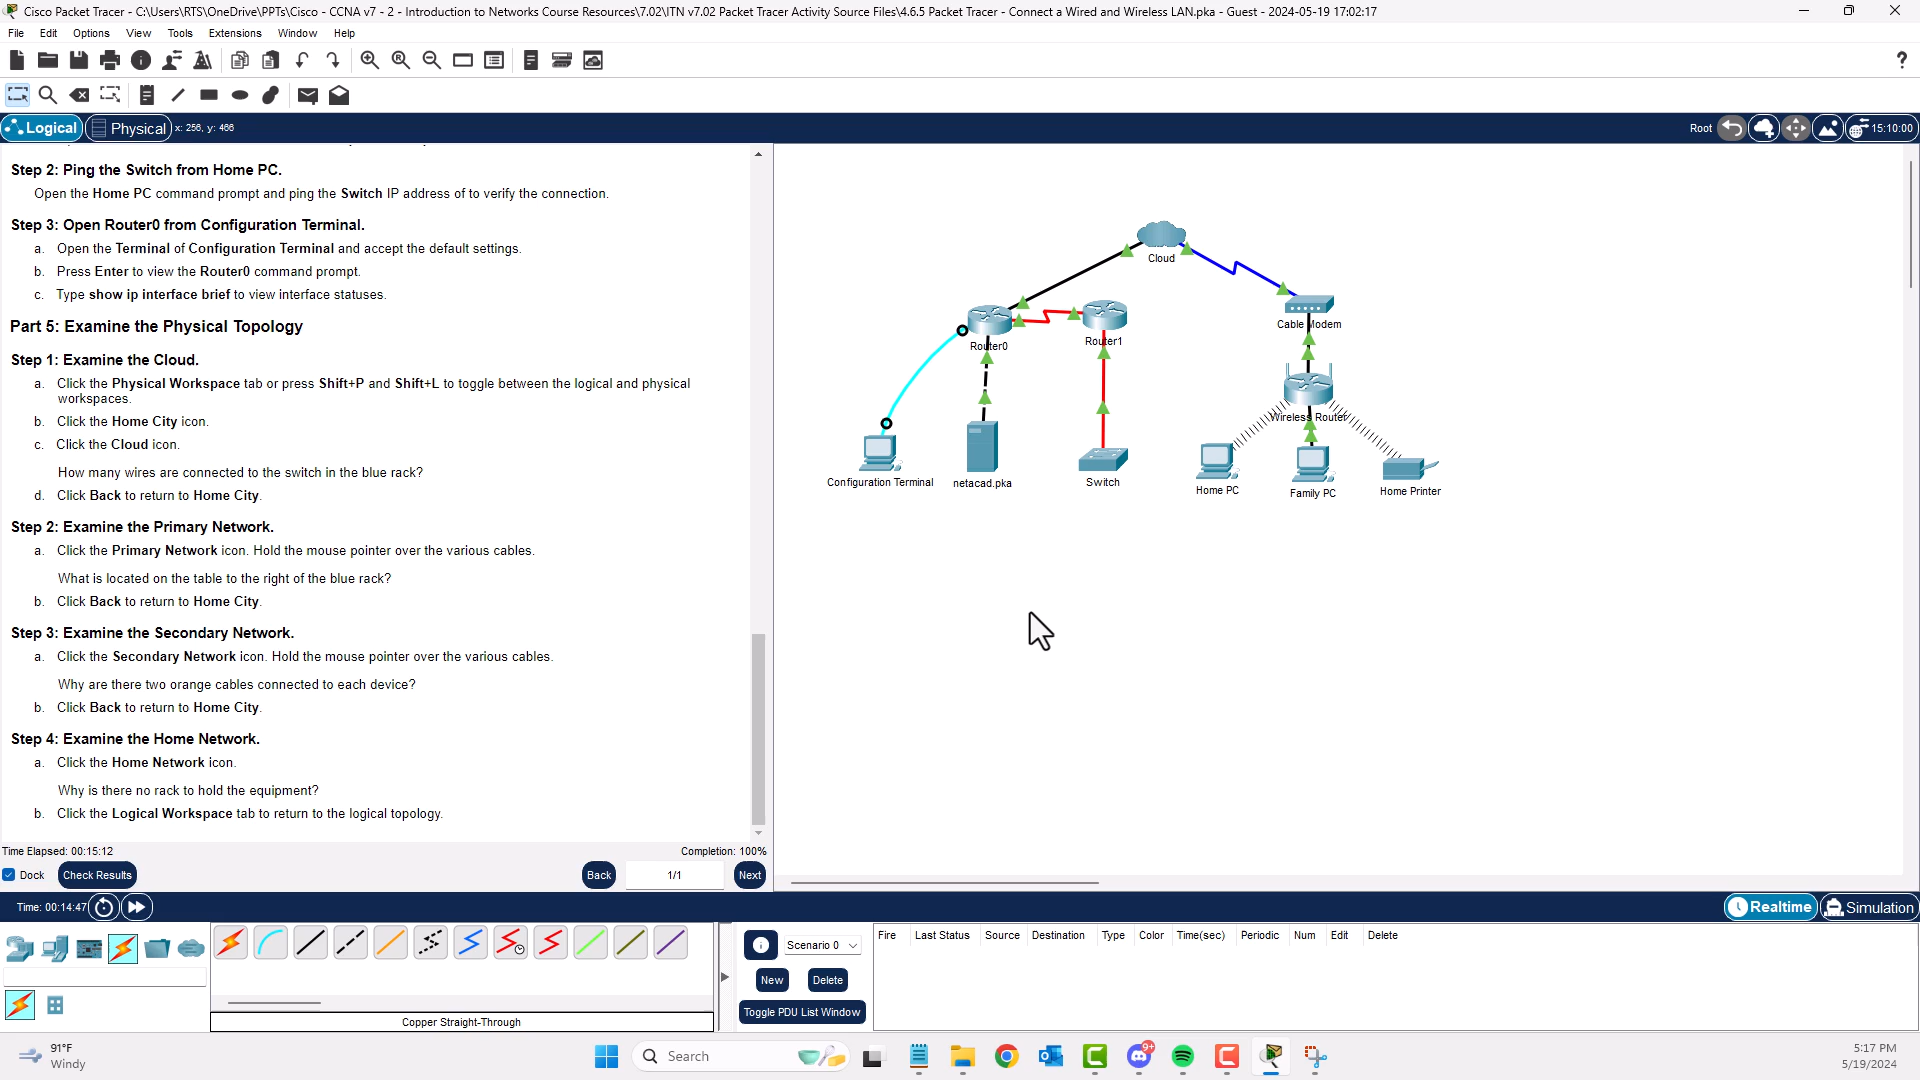 Cisco Packet Tracer - C:\Users\RTS\OneDrive\PPTs\Cisco - CCNA v7 - 2 - Introduction to Networks Course Resources\7.02\ITN v7.02 Packet Tracer Activity Source Files\4.6.5 Packet Tracer - Connect a Wired and Wireless LAN.pka - Guest - 2024-05-19 17:02:17
File Edit Options View Tools Extensions Window Help
?
Logical Physical x: 256, y: 466 Root 15:10:00
Step 2: Ping the Switch from Home PC.
Open the Home PC command prompt and ping the Switch IP address of to verify the connection.
Step 3: Open Router0 from Configuration Terminal.
a. Open the Terminal of Configuration Terminal and accept the default settings.
b. Press Enter to view the Router0 command prompt.
c. Type show ip interface brief to view interface statuses.
Part 5: Examine the Physical Topology
Step 1: Examine the Cloud.
a. Click the Physical Workspace tab or press Shift+P and Shift+L to toggle between the logical and physical
workspaces.
b. Click the Home City icon.
c. Click the Cloud icon.
How many wires are connected to the switch in the blue rack?
d. Click Back to return to Home City.
Step 2: Examine the Primary Network.
a. Click the Primary Network icon. Hold the mouse pointer over the various cables.
What is located on the table to the right of the blue rack?
b. Click Back to return to Home City.
Step 3: Examine the Secondary Network.
a. Click the Secondary Network icon. Hold the mouse pointer over the various cables.
Why are there two orange cables connected to each device?
b. Click Back to return to Home City.
Step 4: Examine the Home Network.
a. Click the Home Network icon.
Why is there no rack to hold the equipment?
b. Click the Logical Workspace tab to return to the logical topology.
Time Elapsed: 00:15:12 Completion: 100%
Dock Check Results Back 1/1 Next
Cloud
Cable Modem
Router0
Router1
Wireless Router
Configuration Terminal
netacad.pka
Switch
Home PC
Family PC
Home Printer
Time: 00:14:47 Realtime Simulation
Copper Straight-Through
Scenario 0
New Delete
Toggle PDU List Window
Fire Last Status Source Destination Type Color Time(sec) Periodic Num Edit Delete
91°F
Windy
Search
9+
5:17 PM
5/19/2024